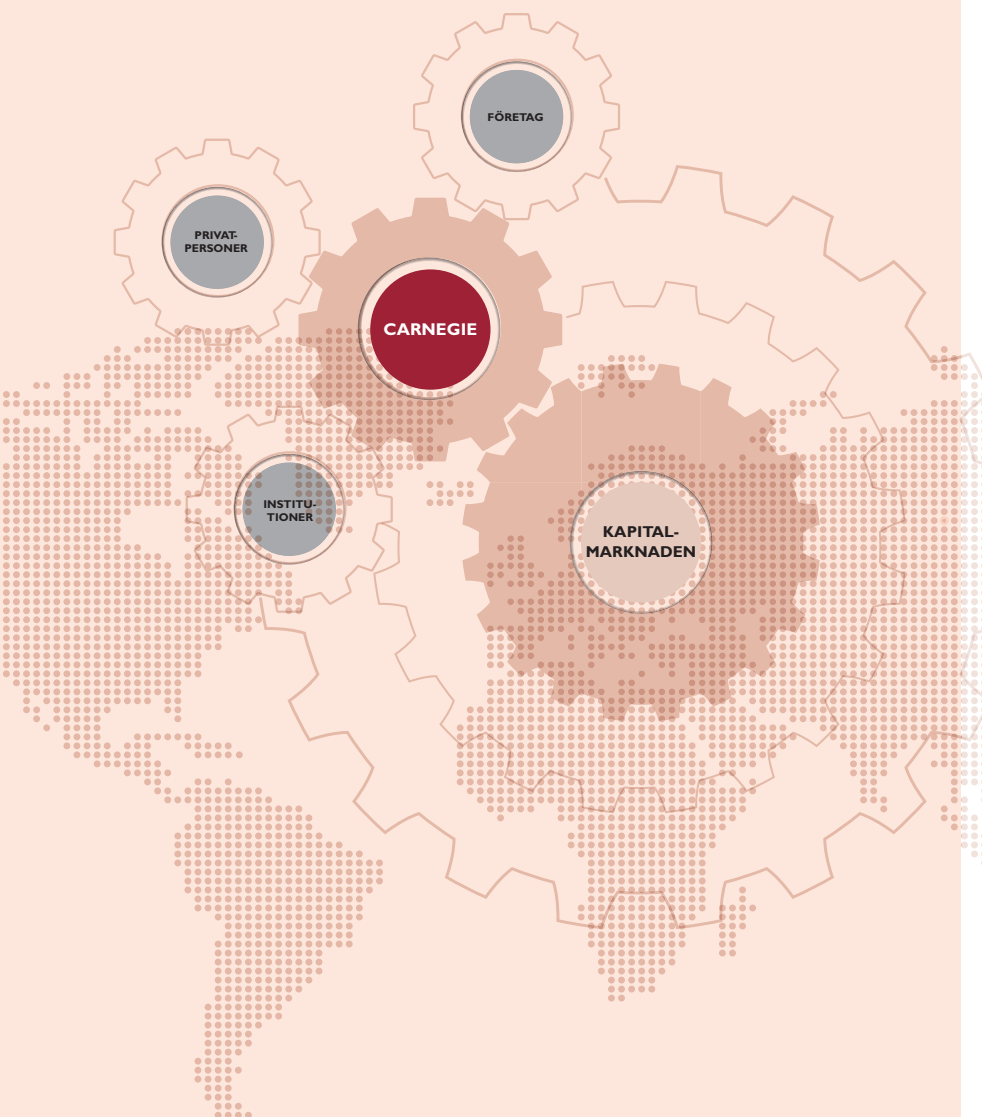 FÖRETAG
PRIVAT-
PERSONER
CARNEGIE
INSTITU-
TIONER
KAPITAL-
MARKNADEN